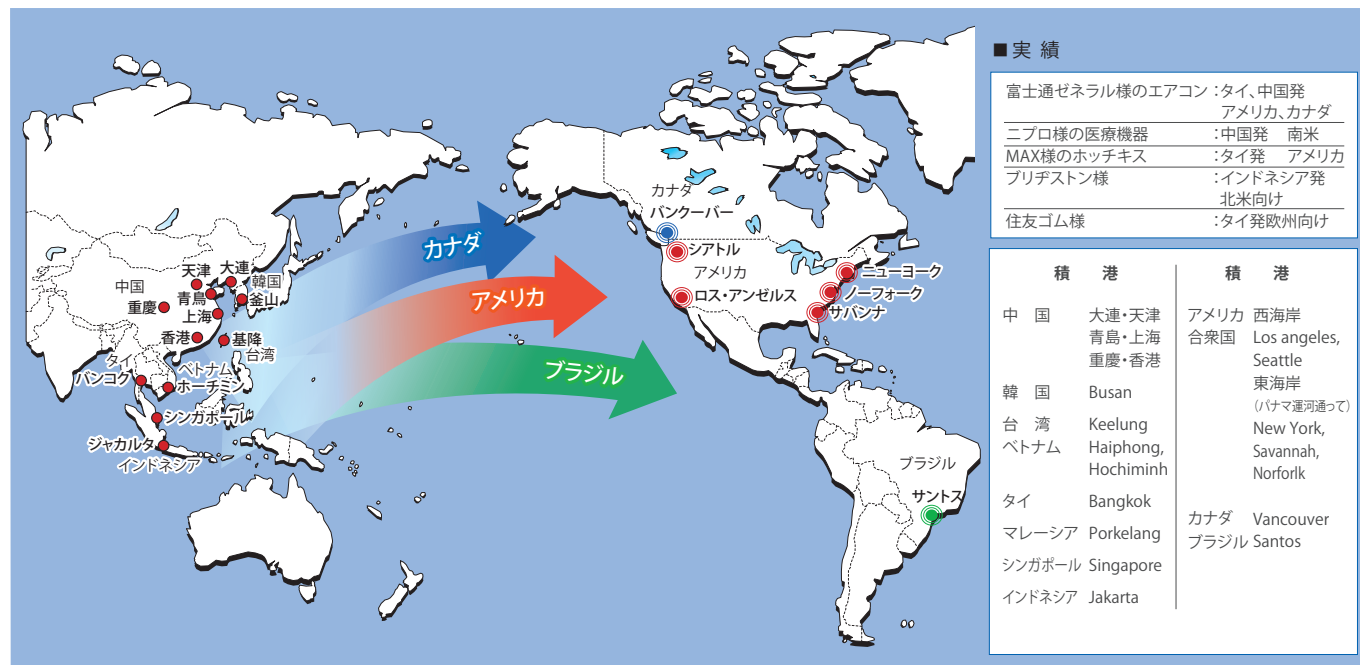 カナダ
バンクーバー
シアトル
アメリカ
ロス・アンゼルス
ニューヨーク
ノーフォーク
サバンナ
カナダ
アメリカ
ブラジル
中国
天津
大連
韓国
青島
釜山
重慶
上海
香港
基隆
台湾
タイ
ベトナム
バンコク
ホーチミン
シンガポール
ジャカルタ
インドネシア
ブラジル
サントス
■実 績
富士通ゼネラル様のエアコン：タイ、中国発
アメリカ、カナダ
ニプロ様の医療機器 ：中国発 南米
MAX様のホッチキス ：タイ発 アメリカ
ブリヂストン様 ：インドネシア発
北米向け
住友ゴム様 ：タイ発欧州向け
積 港
中 国 大連・天津
青島・上海
重慶・香港
韓 国 Busan
台 湾 Keelung
ベトナム Haiphong,
Hochiminh
タイ Bangkok
マレーシア Porkelang
シンガポール Singapore
インドネシア Jakarta
積 港
アメリカ 西海岸
合衆国 Los angeles,
Seattle
東海岸
（パナマ運河通って）
New York,
Savannah,
Norforlk
カナダ Vancouver
ブラジル Santos